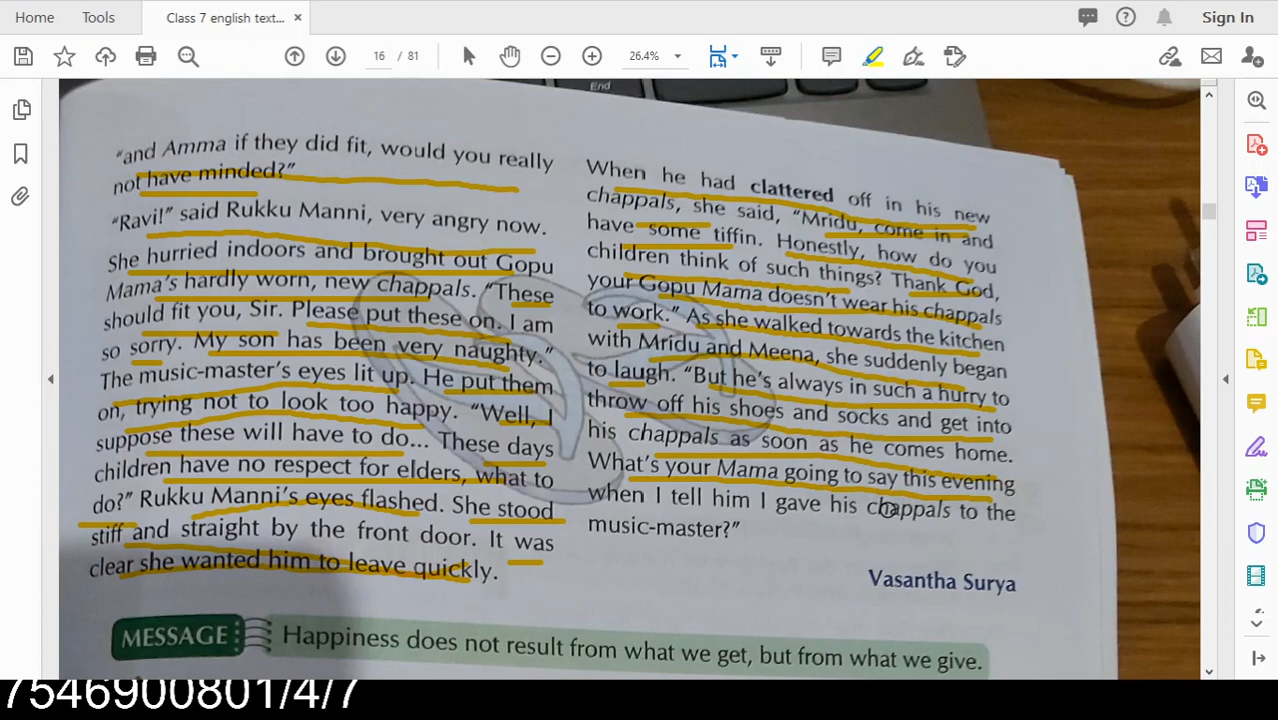 Home
Tools
Class 7 english text...
Sign In
16 / 81
26.4%
End
"and Amma if they did fit, would you really
not have minded?"
"Ravi!" said Rukku Manni, very angry now.
She hurried indoors and brought out Gopu
Mama's hardly worn, new chappals. "These
should fit you, Sir. Please put these on. I am
so sorry. My son has been very naughty."
The music-master's eyes lit up. He put them
on, trying not to look too happy. "Well, I
suppose these will have to do... These days
children have no respect for elders, what to
do?" Rukku Manni's eyes flashed. She stood
stiff and straight by the front door. It was
clear she wanted him to leave quickly.
When he had clattered off in his new
chappals, she said, "Mridu, come in and
have some tiffin. Honestly, how do you
children think of such things? Thank God,
your Gopu Mama doesn't wear his chappals
to work." As she walked towards the kitchen
with Mridu and Meena, she suddenly began
to laugh. "But he's always in such a hurry to
throw off his shoes and socks and get into
his chappals as soon as he comes home.
What's your Mama going to say this evening
when I tell him I gave his chappals to the
music-master?"
Vasantha Surya
MESSAGE
Happiness does not result from what we get, but from what we give.
7546900801/4/7